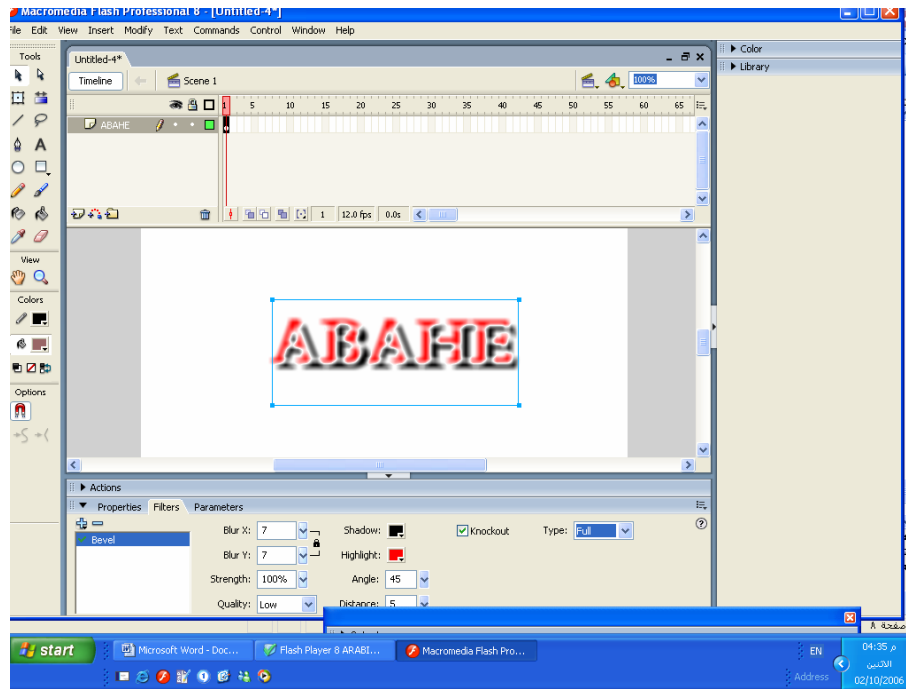 Macromedia Flash Professional 8 - [Untitled-4*]
File Edit View Insert Modify Text Commands Control Window Help
Tools
Untitled-4*
Color
Library
Timeline Scene 1 100%
1 5 10 15 20 25 30 35 40 45 50 55 60 65
ABAHE
1 12.0 fps 0.0s
View
Colors
Options
ABAHE
Actions
Properties Filters Parameters
Bevel
Blur X: 7 Shadow: Knockout Type: Full
Blur Y: 7 Highlight:
Strength: 100% Angle: 45
Quality: Low Distance: 5
صفحة ٨
start Microsoft Word - Doc... Flash Player 8 ARABI... Macromedia Flash Pro... EN 04:35 م
الاثنين
Address 02/10/2006